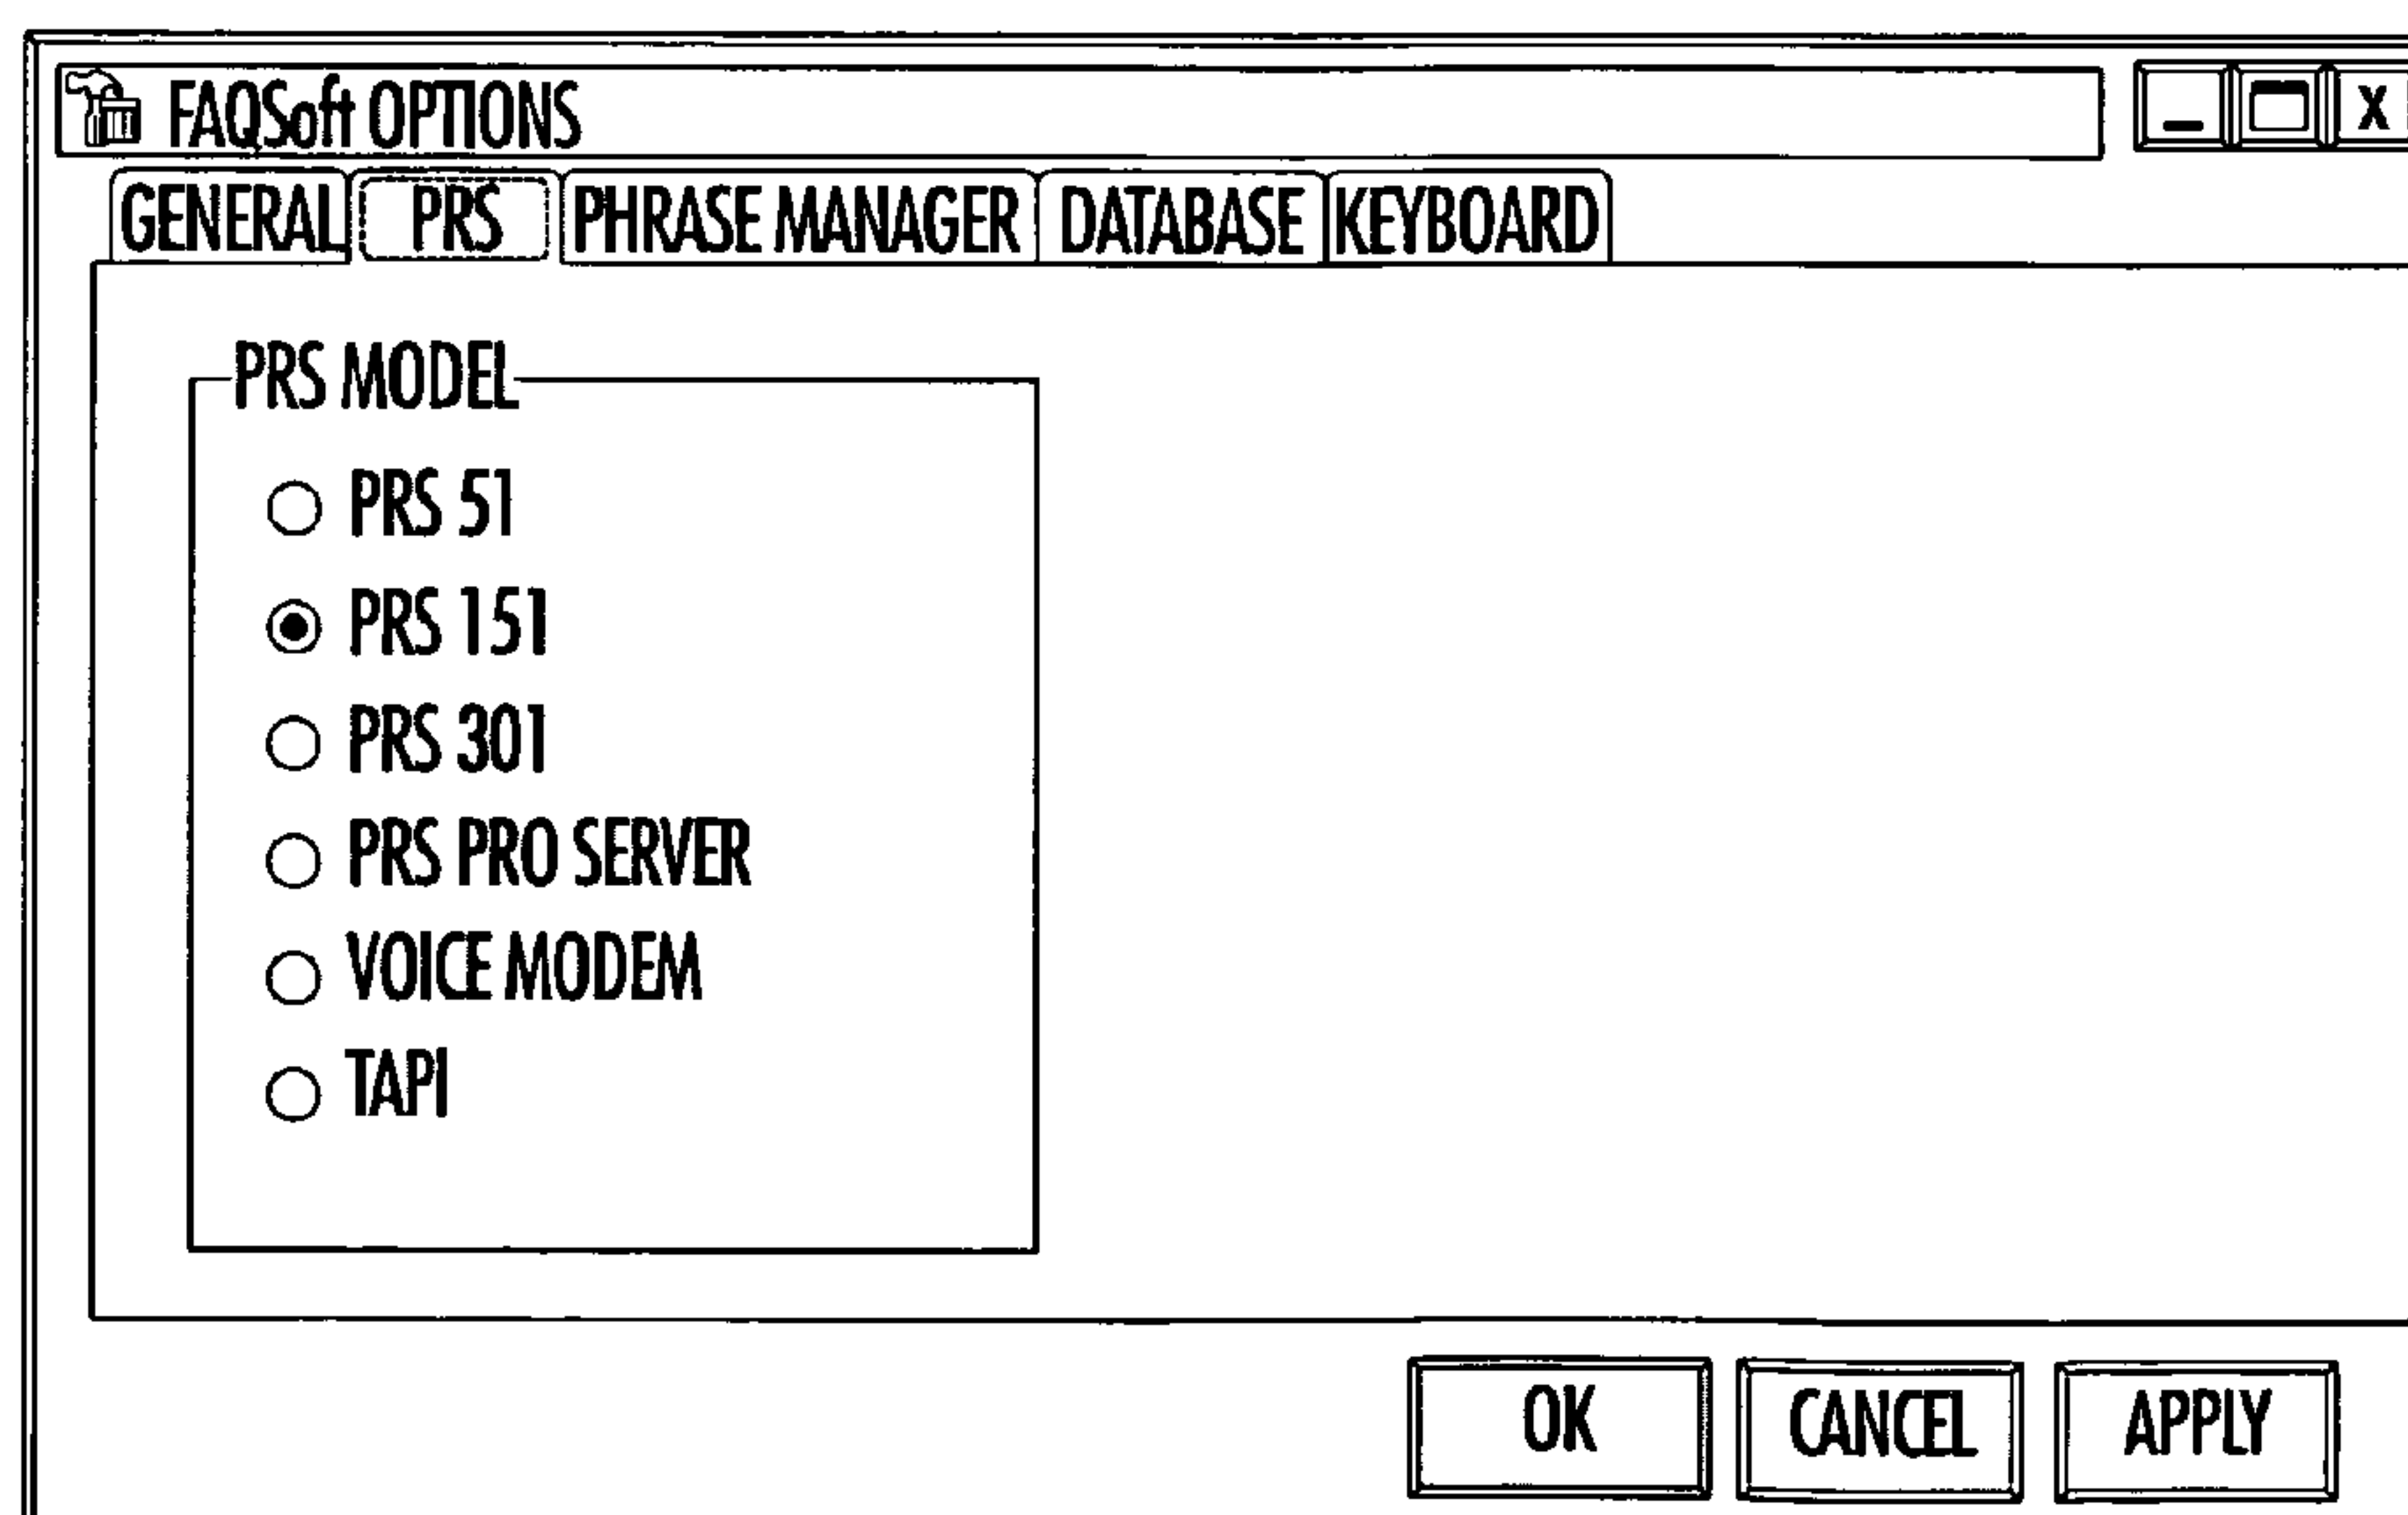 FAQSoft OPTIONS X
GENERAL PRS PHRASE MANAGER DATABASE KEYBOARD
PRS MODEL
PRS 51
PRS 151
PRS 301
PRS PRO SERVER
VOICE MODEM
TAPI
OK CANCEL APPLY